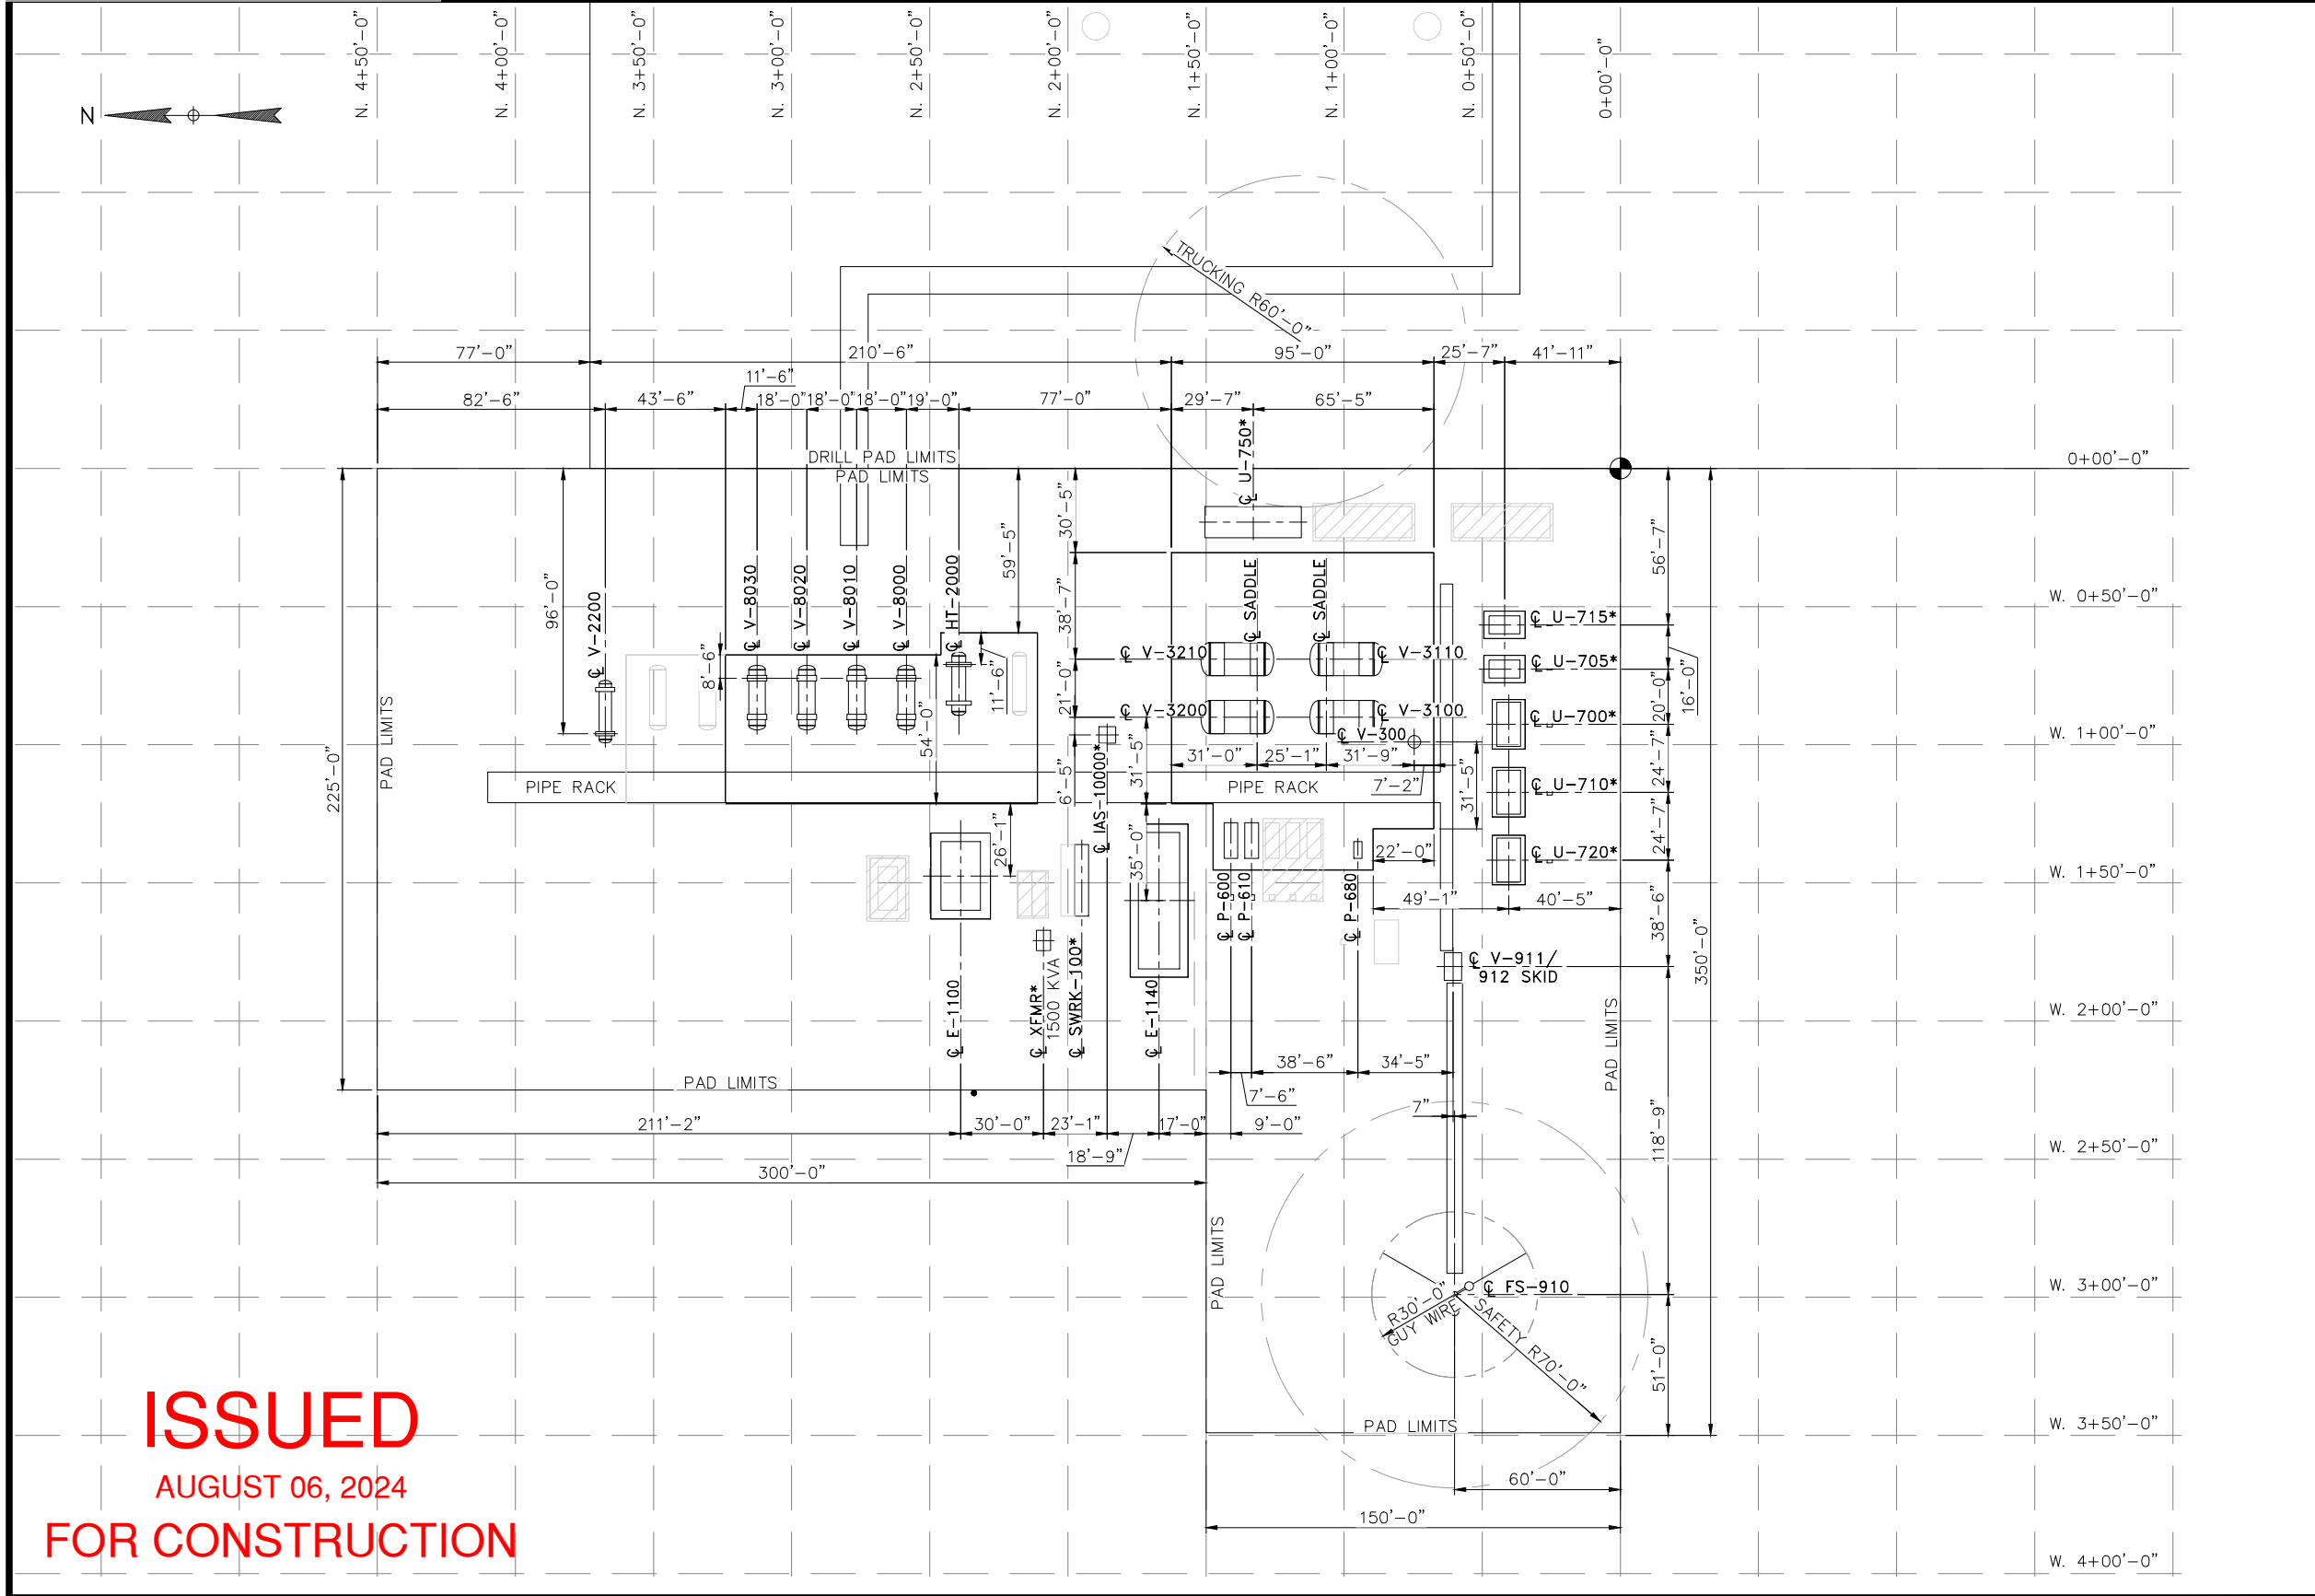 N. 4+50'-0"
N. 4+00'-0"
N. 3+50'-0"
N. 3+00'-0"
N. 2+50'-0"
N. 2+00'-0"
N. 1+50'-0"
N. 1+00'-0"
N. 0+50'-0"
0+00'-0"
N
TRUCKING R60'-0"
77'-0"
210'-6"
95'-0"
25'-7"
41'-11"
11'-6"
82'-6"
43'-6"
18'-0"
18'-0"
18'-0"
19'-0"
77'-0"
29'-7"
65'-5"
DRILL PAD LIMITS
PAD LIMITS
0+00'-0"
℄ U-750*
30'-5"
59'-5"
56'-7"
96'-0"
℄ V-2200
℄ V-8030
℄ V-8020
℄ V-8010
℄ V-8000
℄ HT-2000
38'-7"
℄ SADDLE
℄ SADDLE
W. 0+50'-0"
℄ U-715*
℄ V-3210
℄ V-3110
℄ U-705*
8'-6"
11'-6"
21'-0"
20'-0"
16'-0"
℄ V-3200
℄ V-3100
℄ U-700*
℄ V-300
W. 1+00'-0"
PAD LIMITS
225'-0"
54'-0"
31'-5"
31'-0"
25'-1"
31'-9"
24'-7"
PIPE RACK
PIPE RACK
7'-2"
6'-5"
℄ IAS-10000*
31'-5"
℄ U-710*
26'-1"
35'-0"
22'-0"
24'-7"
℄ U-720*
W. 1+50'-0"
℄ P-600
℄ P-610
℄ P-680
49'-1"
40'-5"
38'-6"
350'-0"
℄ V-911/
912 SKID
℄ E-1100
℄ XFMR*
1500 KVA
℄ SWRK-100*
℄ E-1140
W. 2+00'-0"
PAD LIMITS
38'-6"
34'-5"
PAD LIMITS
7'-6"
7"
211'-2"
30'-0"
23'-1"
17'-0"
9'-0"
118'-9"
18'-9"
W. 2+50'-0"
300'-0"
PAD LIMITS
℄ FS-910
W. 3+00'-0"
R30'-0"
GUY WIRE
SAFETY R70'-0"
51'-0"
PAD LIMITS
W. 3+50'-0"
60'-0"
150'-0"
W. 4+00'-0"
ISSUED
AUGUST 06, 2024
FOR CONSTRUCTION